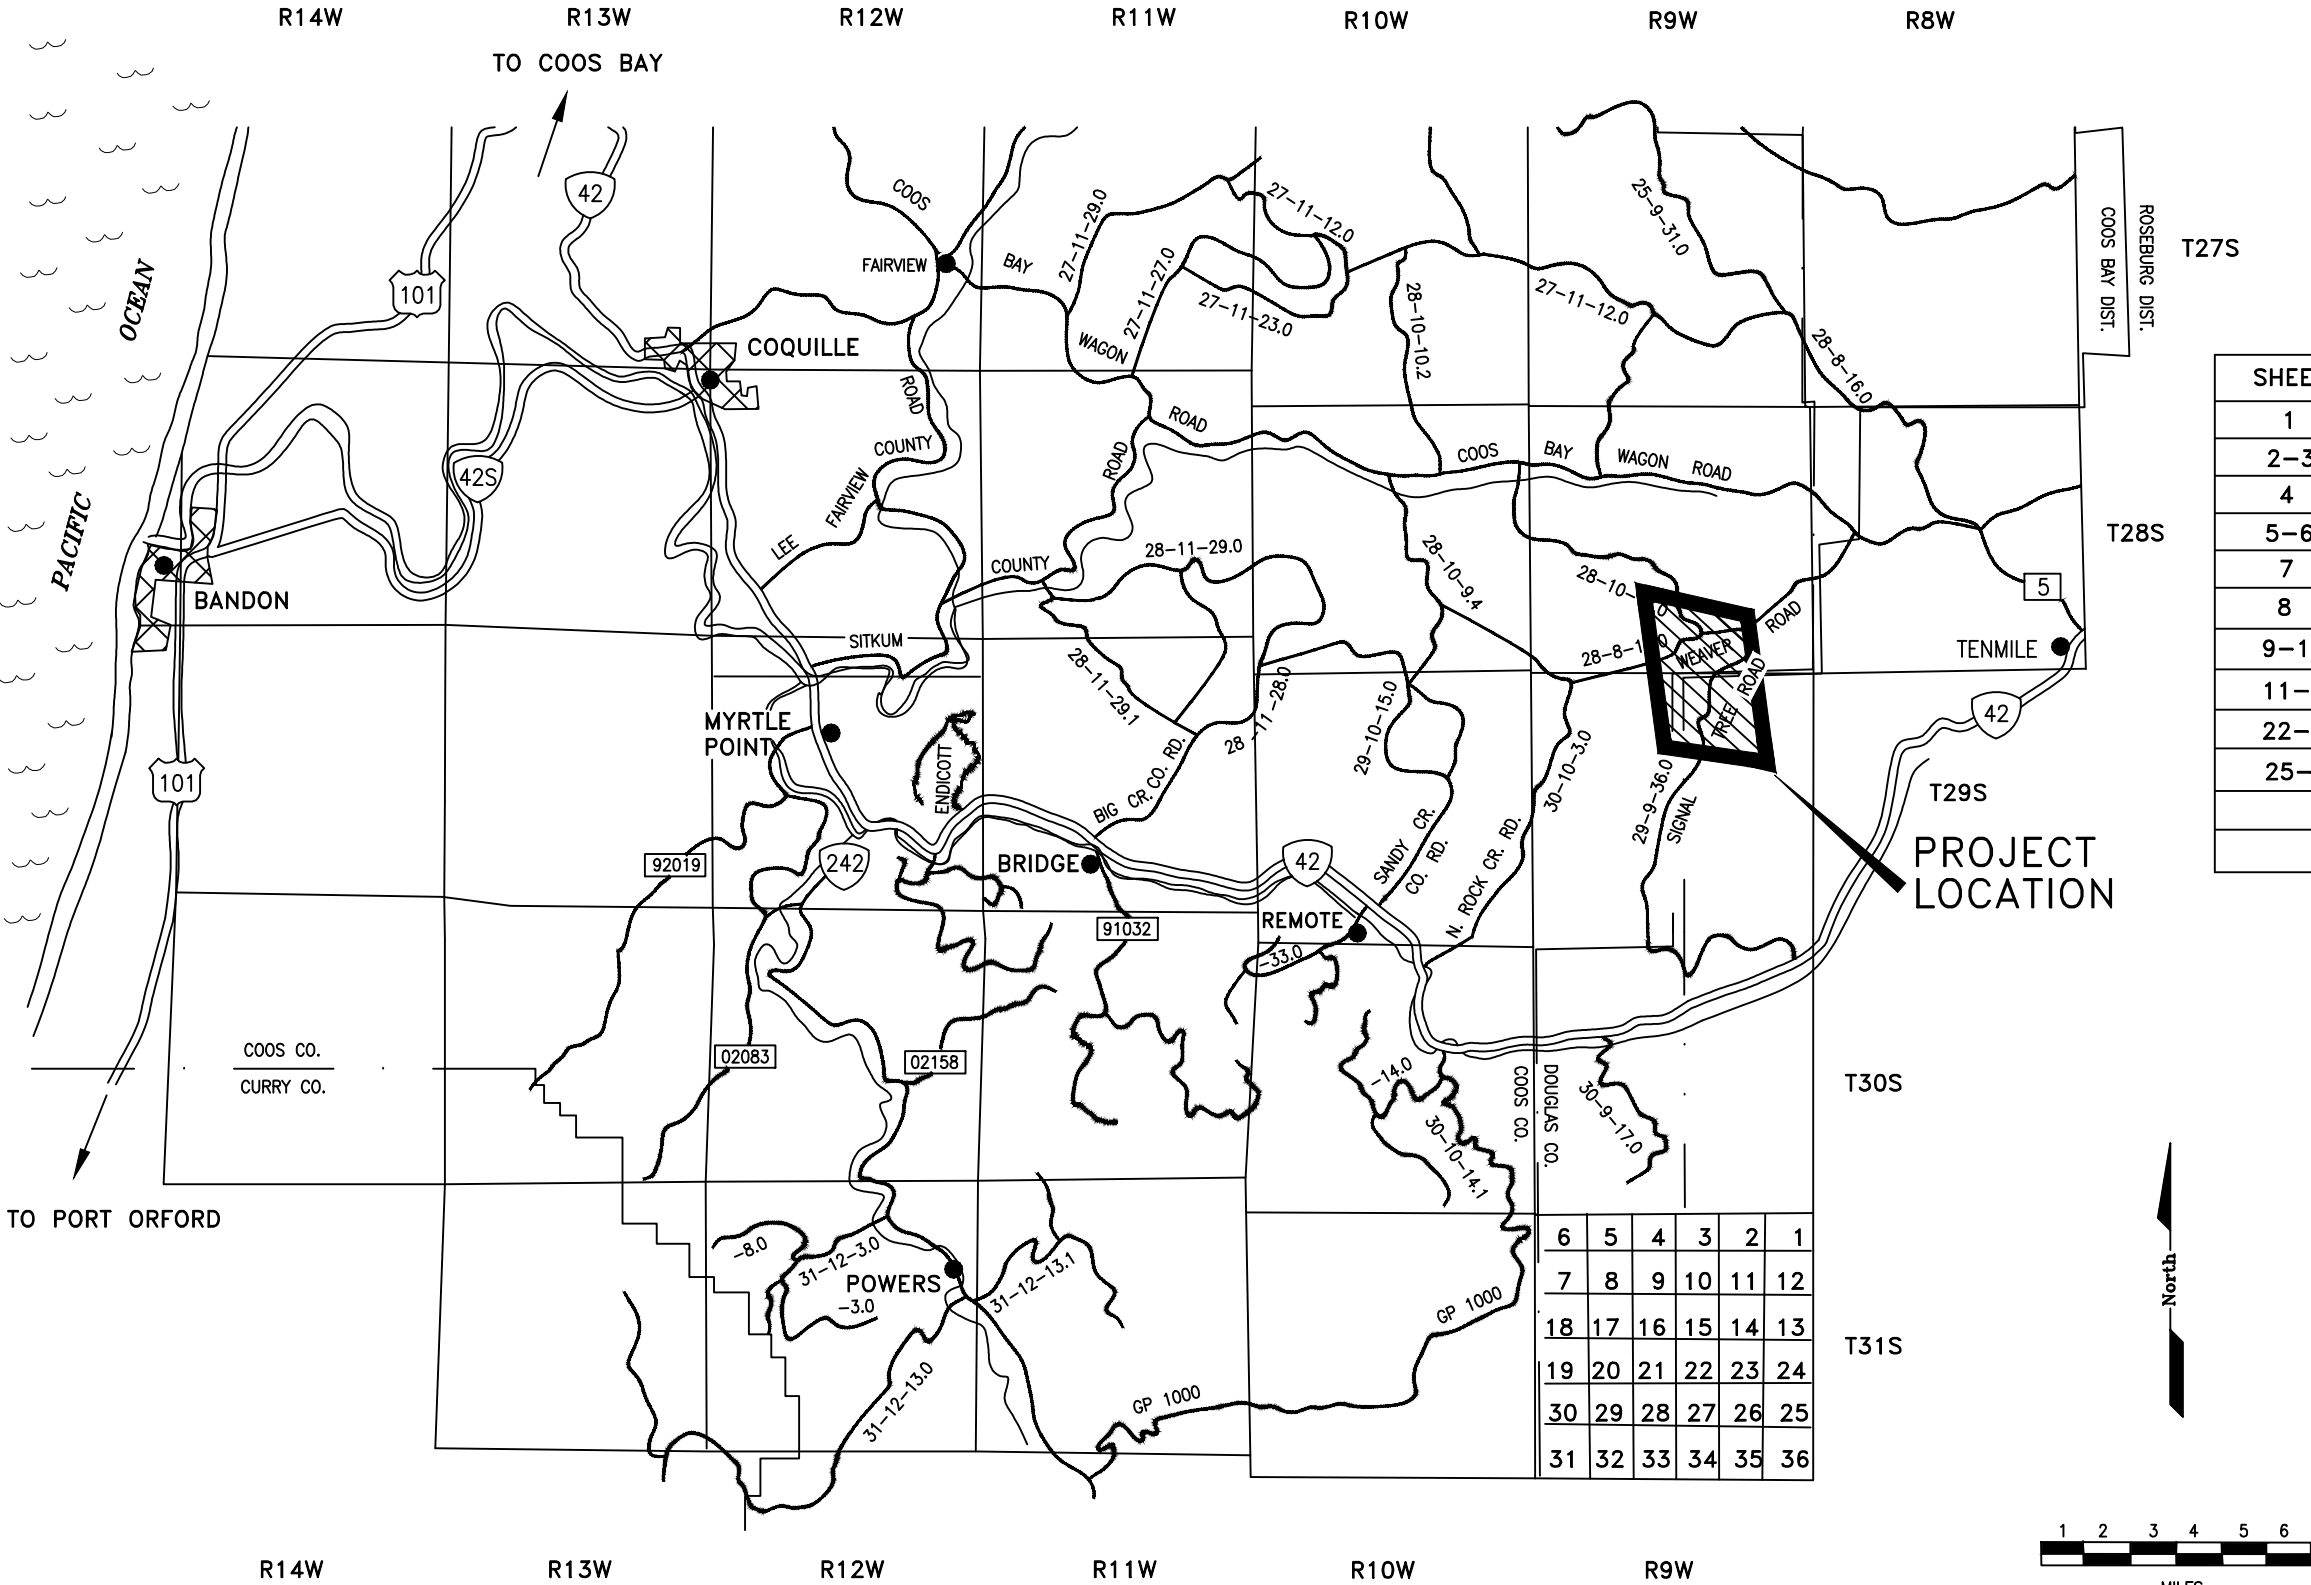 R14W
R13W
R12W
R11W
R10W
R9W
R8W
TO COOS BAY
42
COOS
FAIRVIEW
BAY
27-11-29.0
27-11-12.0
25-9-31.0
ROSEBURG DIST.
COOS BAY DIST.
T27S
PACIFIC OCEAN
101
27-11-27.0
27-11-23.0
28-10-10.2
27-11-12.0
28-8-16.0
COQUILLE
WAGON
ROAD
ROAD
SHEE
1
2-3
4
5-6
7
8
9-1
11-
22-
25-
COUNTY
FAIRVIEW
LEE
ROAD
COOS BAY WAGON ROAD
42S
T28S
28-11-29.0
COUNTY
28-10-9.4
28-10-
0
5
BANDON
SITKUM
ROAD
TENMILE
28-8-1
0
WEAVER
28-11-29.1
28-11-28.0
29-10-15.0
ROAD
TREE
MYRTLE
POINT
ENDICOTT
BIG CR. CO. RD.
30-10-3.0
29-9-36.0
SIGNAL
42
101
T29S
PROJECT
LOCATION
92019
242
BRIDGE
42
SANDY CR.
CO. RD.
N. ROCK CR. RD.
REMOTE
91032
-33.0
COOS CO.
CURRY CO.
02083
02158
-14.0
30-10-14.1
DOUGLAS CO.
COOS CO.
30-9-17.0
T30S
TO PORT ORFORD
-8.0
31-12-3.0
POWERS
-3.0
31-12-13.1
31-12-13.0
GP 1000
GP 1000
6 5 4 3 2 1
7 8 9 10 11 12
18 17 16 15 14 13
19 20 21 22 23 24
30 29 28 27 26 25
31 32 33 34 35 36
T31S
North
1 2 3 4 5 6
R14W
R13W
R12W
R11W
R10W
R9W